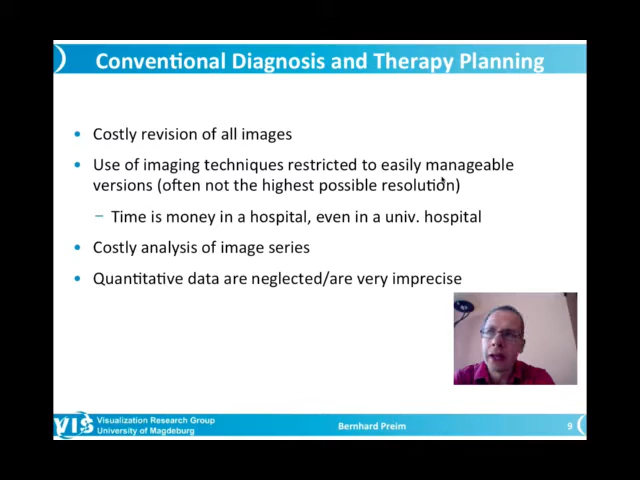 Conventional Diagnosis and Therapy Planning
• Costly revision of all images
• Use of imaging techniques restricted to easily manageable
versions (often not the highest possible resolution)
– Time is money in a hospital, even in a univ. hospital
• Costly analysis of image series
• Quantitative data are neglected/are very imprecise
VIS
Visualization Research Group
University of Magdeburg
Bernhard Preim
9